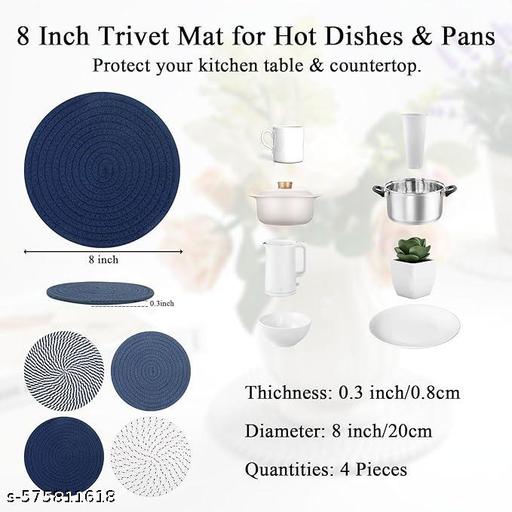 8 Inch Trivet Mat for Hot Dishes & Pans
Protect your kitchen table & countertop.
8 inch
0.3inch
Thichness: 0.3 inch/0.8cm
Diameter: 8 inch/20cm
Quantities: 4 Pieces
s-575811618